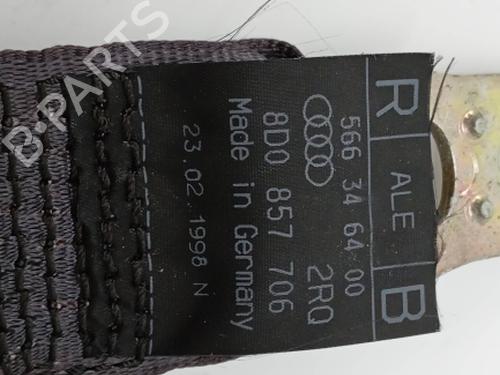 R ALE B
566 34 64 00
2RQ
8D0 857 706
Made in Germany
23.02.1998 N
B-PARTS